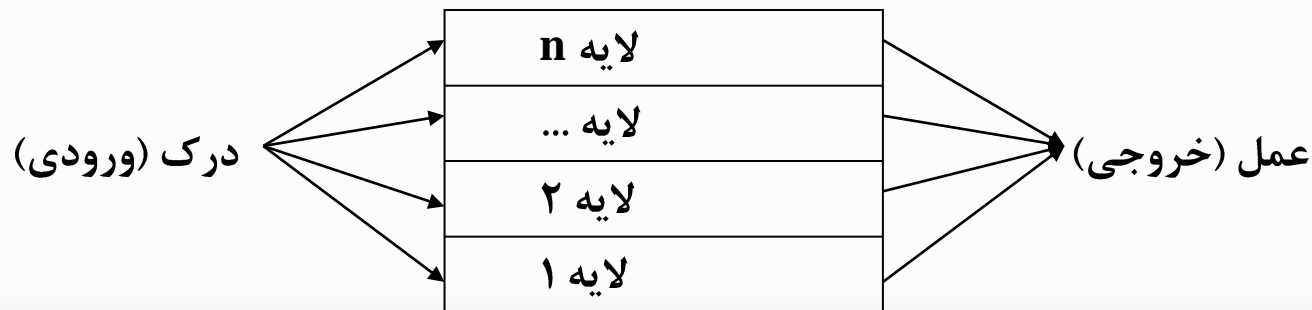 لایه n
لایه ...
درک (ورودی)
عمل (خروجی)
لایه ۲
لایه ۱